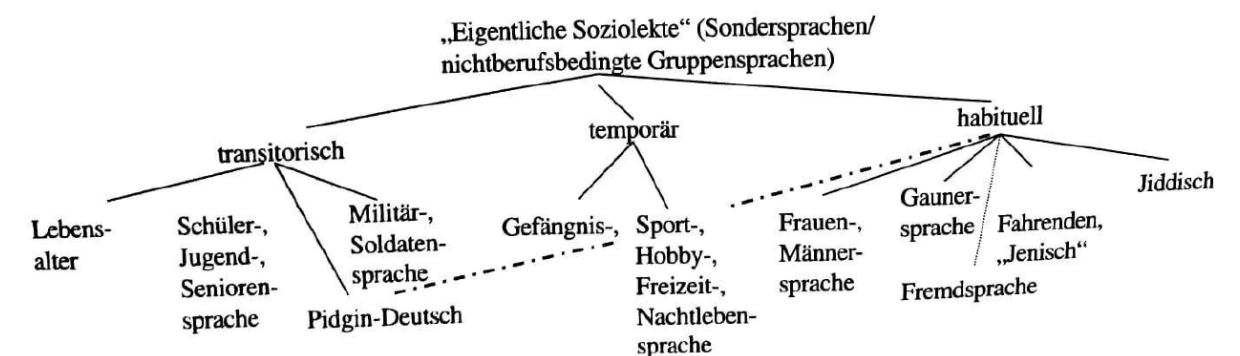 „Eigentliche Soziolekte“ (Sondersprachen/
nichtberufsbedingte Gruppensprachen)
transitorisch
temporär
habituell
Lebens-
alter
Schüler-,
Jugend-,
Senioren-
sprache
Pidgin-Deutsch
Militär-,
Soldaten-
sprache
Gefängnis-,
Sport-,
Hobby-,
Freizeit-,
Nachtleben-
sprache
Frauen-,
Männer-
sprache
Gauner-
sprache
Fremdsprache
Fahrenden,
„Jenisch“
Jiddisch